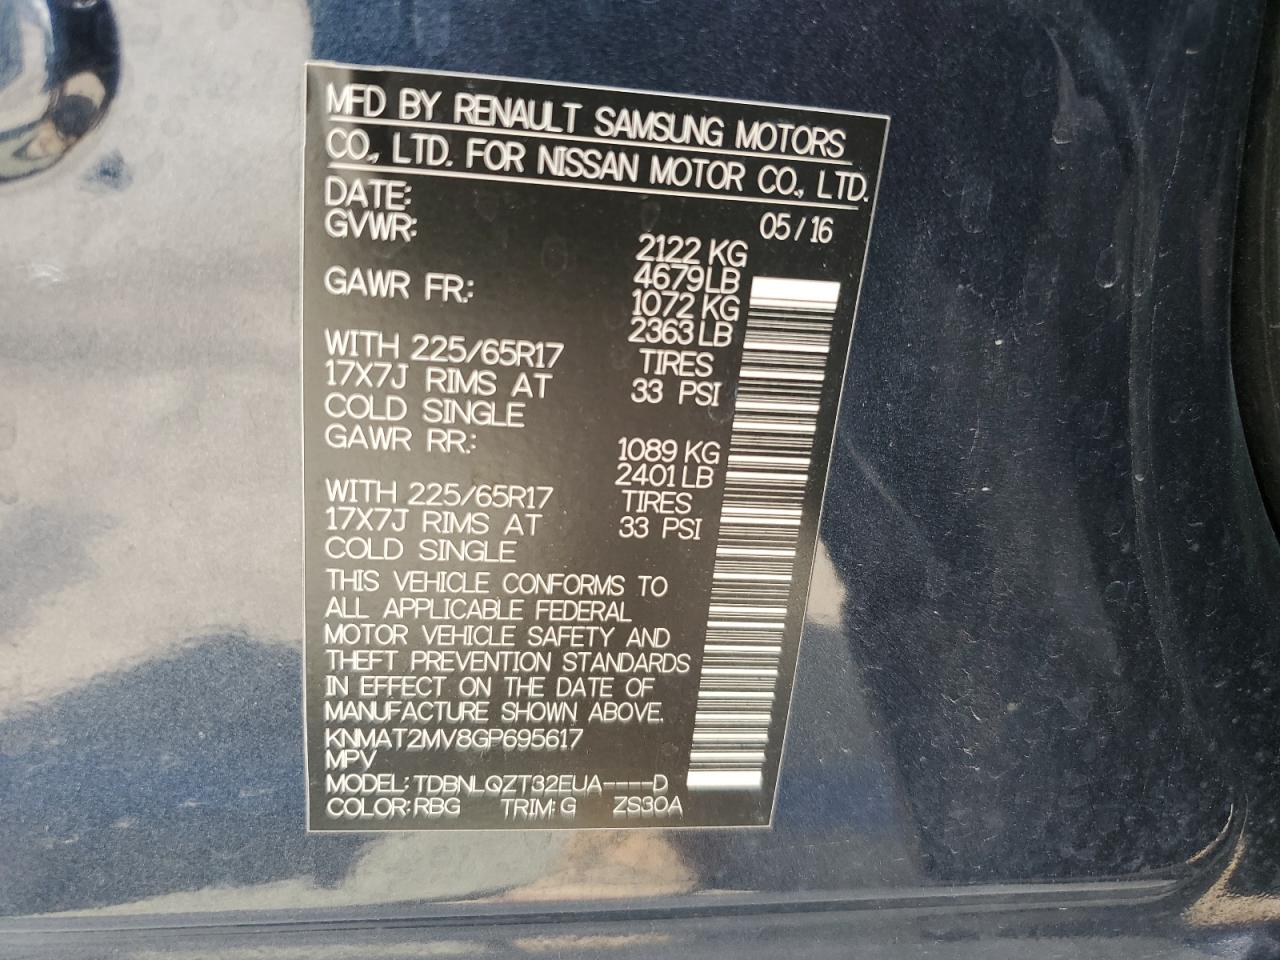 MFD BY RENAULT SAMSUNG MOTORS
CO., LTD. FOR NISSAN MOTOR CO., LTD.
DATE: 05/16
GVWR: 2122 KG
4679 LB
GAWR FR.: 1072 KG
2363 LB
WITH 225/65R17 TIRES
17X7J RIMS AT 33 PSI
COLD SINGLE
GAWR RR.: 1089 KG
2401 LB
WITH 225/65R17 TIRES
17X7J RIMS AT 33 PSI
COLD SINGLE
THIS VEHICLE CONFORMS TO
ALL APPLICABLE FEDERAL
MOTOR VEHICLE SAFETY AND
THEFT PREVENTION STANDARDS
IN EFFECT ON THE DATE OF
MANUFACTURE SHOWN ABOVE.
KNMAT2MV8GP695617
MPV
MODEL: TDBNLQZT32EUA----D
COLOR: RBG TRIM: G ZS30A